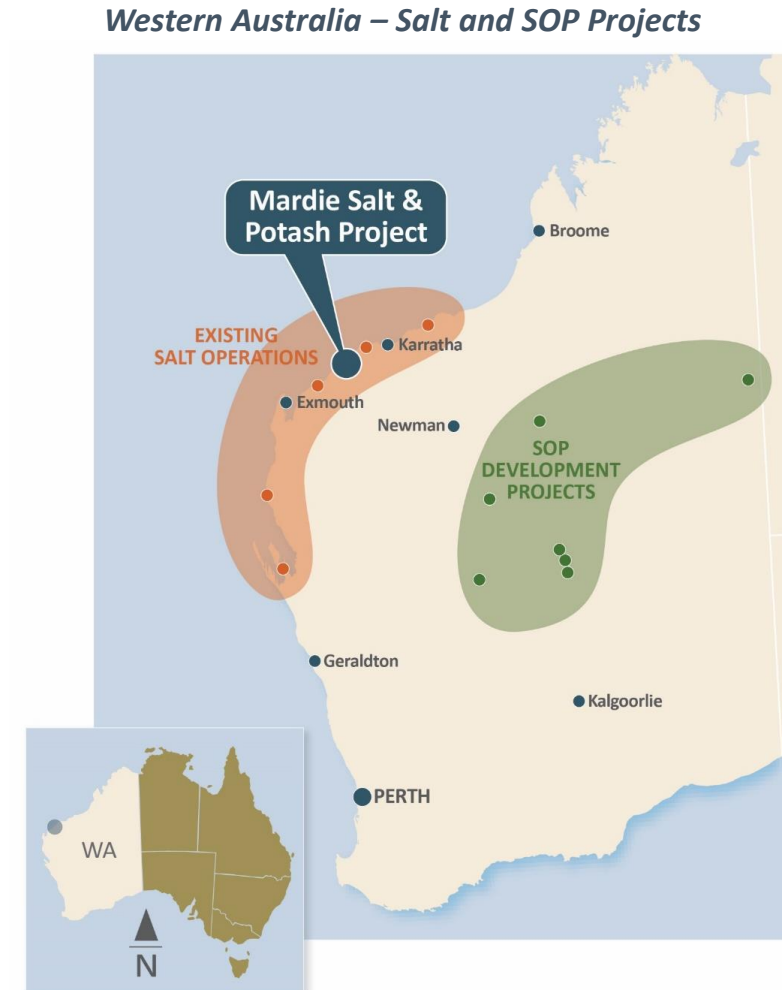 Western Australia – Salt and SOP Projects
Mardie Salt &
Potash Project
Broome
EXISTING
SALT OPERATIONS
Karratha
Exmouth
Newman
SOP
DEVELOPMENT
PROJECTS
Geraldton
Kalgoorlie
PERTH
WA
N